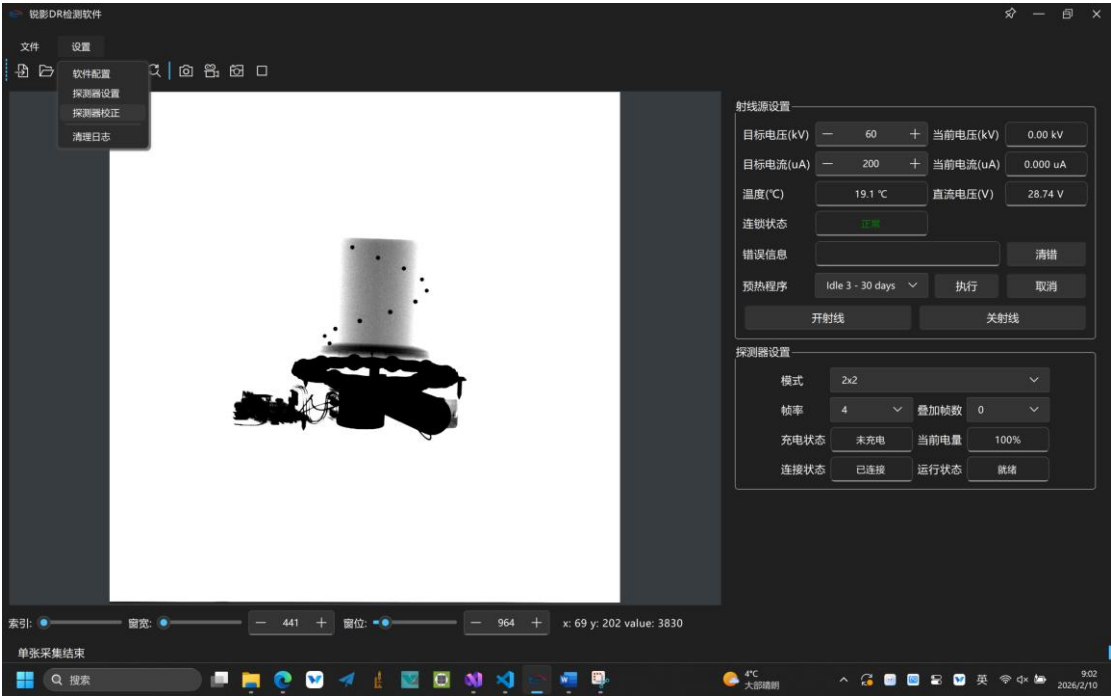 锐影DR检测软件
文件 设置
软件配置
探测器设置
探测器校正
清理日志
射线源设置
目标电压(kV) — 60 + 当前电压(kV) 0.00 kV
目标电流(uA) — 200 + 当前电流(uA) 0.000 uA
温度(℃) 19.1 ℃ 直流电压(V) 28.74 V
连锁状态 正常
错误信息 清错
预热程序 Idle 3 - 30 days 执行 取消
开射线 关射线
探测器设置
模式 2x2
帧率 4 叠加帧数 0
充电状态 未充电 当前电量 100%
连接状态 已连接 运行状态 就绪
索引: 窗宽: — 441 + 窗位: — 964 + x: 69 y: 202 value: 3830
单张采集结束
搜索 4°C 英 9:02
大部晴朗 2026/2/10